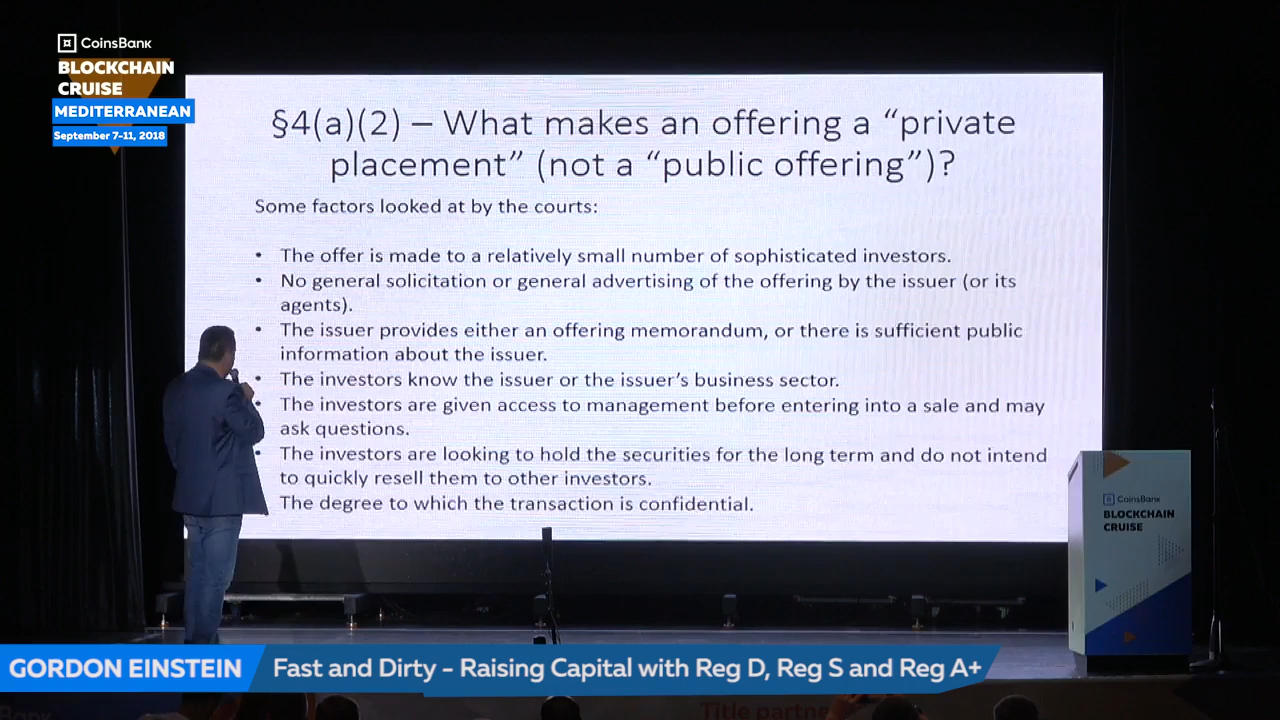 CoinsBank
BLOCKCHAIN
CRUISE
MEDITERRANEAN
September 7-11, 2018
§4(a)(2) – What makes an offering a “private
placement” (not a “public offering”)?
Some factors looked at by the courts:
• The offer is made to a relatively small number of sophisticated investors.
• No general solicitation or general advertising of the offering by the issuer (or its
agents).
• The issuer provides either an offering memorandum, or there is sufficient public
information about the issuer.
• The investors know the issuer or the issuer’s business sector.
The investors are given access to management before entering into a sale and may
ask questions.
The investors are looking to hold the securities for the long term and do not intend
to quickly resell them to other investors.
The degree to which the transaction is confidential.
CoinsBank
BLOCKCHAIN
CRUISE
GORDON EINSTEIN
Fast and Dirty – Raising Capital with Reg D, Reg S and Reg A+
Bank
Title partne